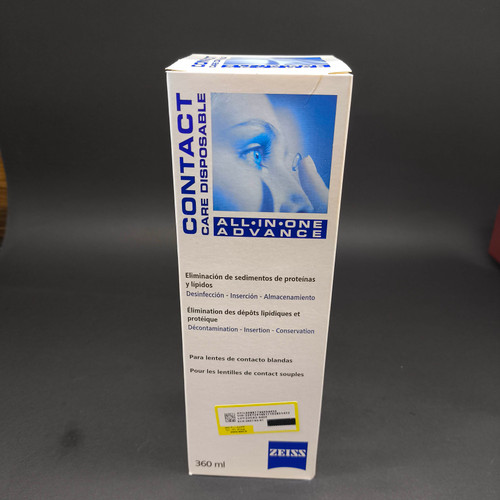 CONTACT
CARE DISPOSABLE
ALL•IN•ONE
ADVANCE
Eliminación de sedimentos de proteínas
y lípidos
Desinfección - Inserción - Almacenamiento
Élimination des dépôts lipidiques et
protéique
Décontamination - Insertion - Conservation
Para lentes de contacto blandas
Pour les lentilles de contact souples
ZEISS
360 ml